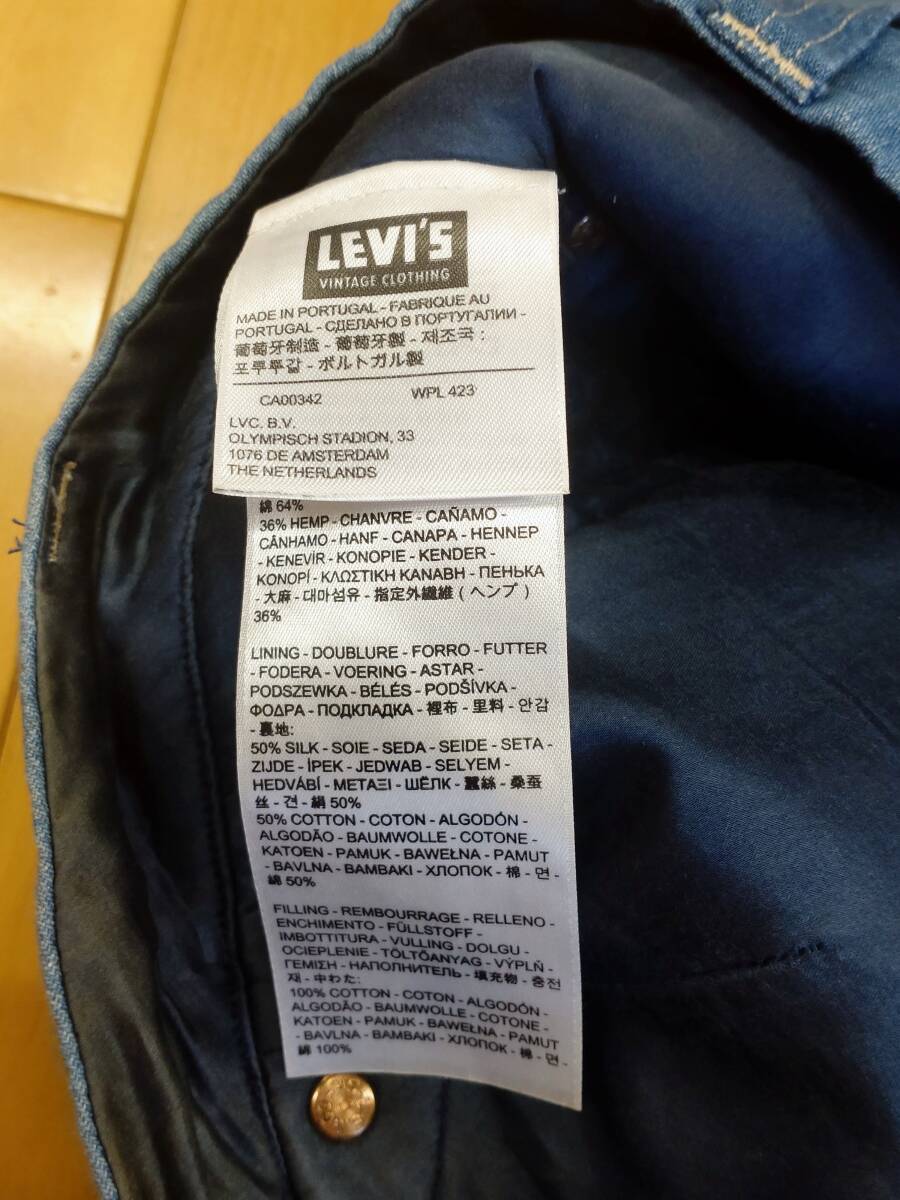 LEVI'S
VINTAGE CLOTHING
MADE IN PORTUGAL - FABRIQUE AU
PORTUGAL - СДЕЛАНО В ПОРТУГАЛИИ -
葡萄牙制造 - 葡萄牙製 - 제조국 :
포루투갈 - ポルトガル製
CA00342 WPL 423
LVC. B.V.
OLYMPISCH STADION, 33
1076 DE AMSTERDAM
THE NETHERLANDS
綿 64%
36% HEMP - CHANVRE - CAÑAMO -
CÂNHAMO - HANF - CANAPA - HENNEP
- KENEVİR - KONOPIE - KENDER -
KONOPÍ - ΚΛΩΣΤΙΚΗ ΚΑΝΑΒΗ - ПЕНЬКА
- 大麻 - 대마섬유 - 指定外繊維 (ヘンプ)
36%
LINING - DOUBLURE - FORRO - FUTTER
- FODERA - VOERING - ASTAR -
PODSZEWKA - BÉLÉS - PODŠÍVKA -
ΦΟΔΡΑ - ПОДКЛАДКА - 裡布 - 里料 - 안감
- 裏地:
50% SILK - SOIE - SEDA - SEIDE - SETA -
ZIJDE - İPEK - JEDWAB - SELYEM -
HEDVÁBÍ - ΜΕΤΑΞΙ - ШЁЛК - 蠶絲 - 桑蚕
丝 - 견 - 絹 50%
50% COTTON - COTON - ALGODÓN -
ALGODÃO - BAUMWOLLE - COTONE -
KATOEN - PAMUK - BAWEŁNA - PAMUT
- BAVLNA - ΒΑΜΒΑΚΙ - ХЛОПОК - 棉 - 면 -
綿 50%
FILLING - REMBOURRAGE - RELLENO -
ENCHIMENTO - FÜLLSTOFF -
IMBOTTITURA - VULLING - DOLGU -
OCIEPLENIE - TÖLTŐANYAG - VÝPLŇ -
ΓΕΜΙΣΗ - НАПОЛНИТЕЛЬ - 填充物 - 충전
재 - 中わた:
100% COTTON - COTON - ALGODÓN -
ALGODÃO - BAUMWOLLE - COTONE -
KATOEN - PAMUK - BAWEŁNA - PAMUT
- BAVLNA - ΒΑΜΒΑΚΙ - ХЛОПОК - 棉 - 면 -
綿 100%